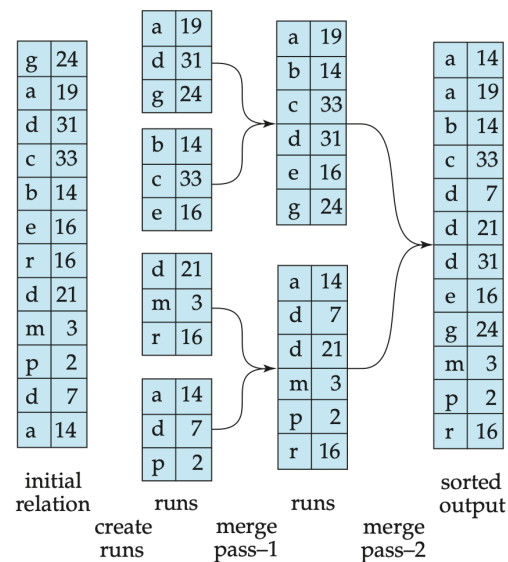 g 24
a 19
d 31
c 33
b 14
e 16
r 16
d 21
m 3
p 2
d 7
a 14
initial
relation
a 19
d 31
g 24
b 14
c 33
e 16
d 21
m 3
r 16
a 14
d 7
p 2
runs
create
runs
a 19
b 14
c 33
d 31
e 16
g 24
a 14
d 7
d 21
m 3
p 2
r 16
runs
merge
pass–1
a 14
a 19
b 14
c 33
d 7
d 21
d 31
e 16
g 24
m 3
p 2
r 16
sorted
output
merge
pass–2